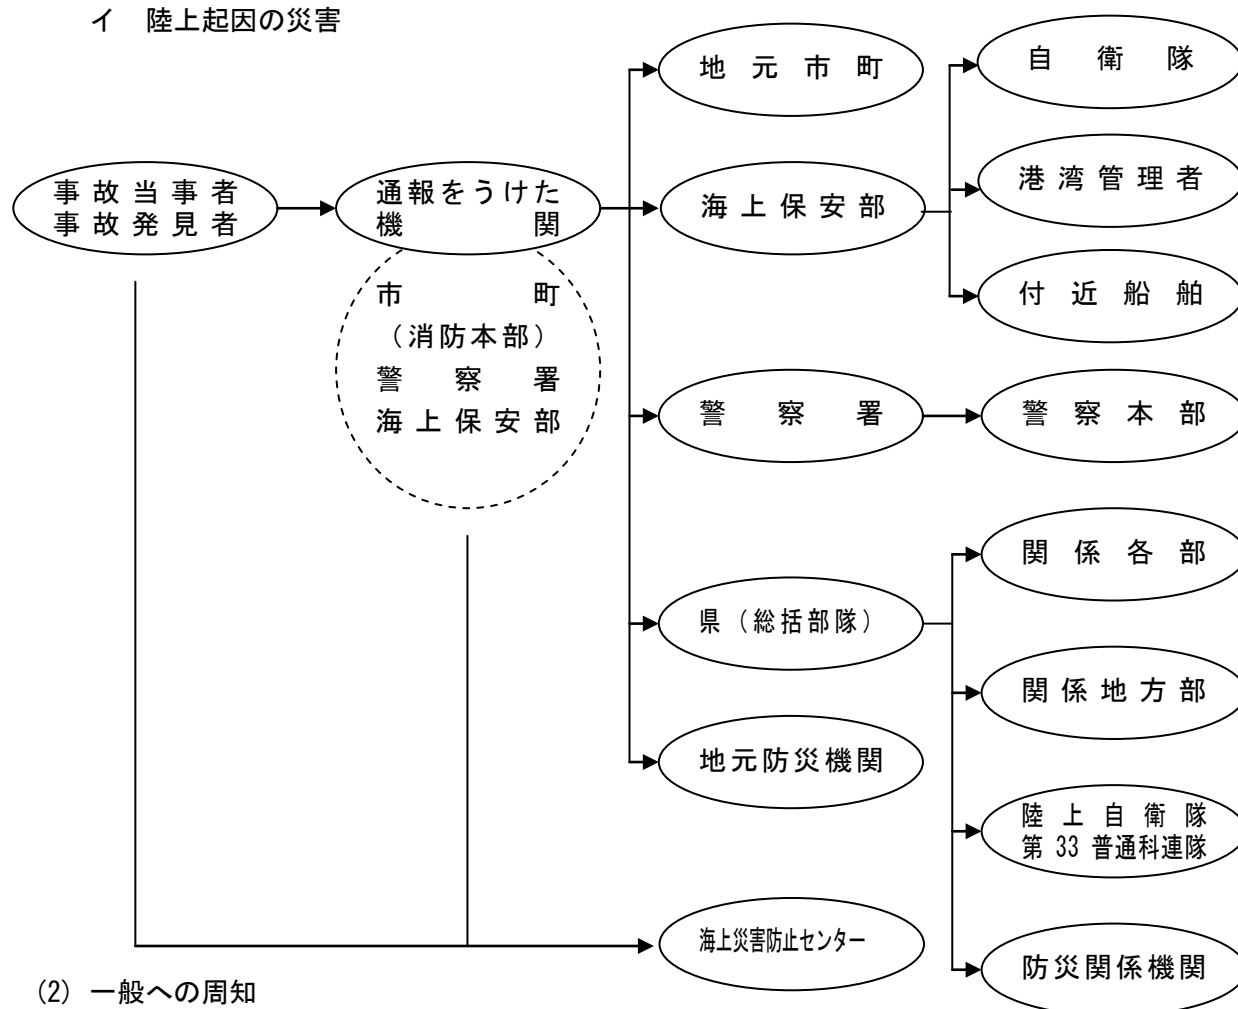 イ 陸上起因の災害
地元市町
自衛隊
事故当事者
事故発見者
通報をうけた
機関
海上保安部
港湾管理者
付近船舶
市町
（消防本部）
警察署
海上保安部
警察署
警察本部
県（総括部隊）
関係各部
関係地方部
地元防災機関
陸上自衛隊
第 33 普通科連隊
海上災害防止センター
防災関係機関
(2) 一般への周知